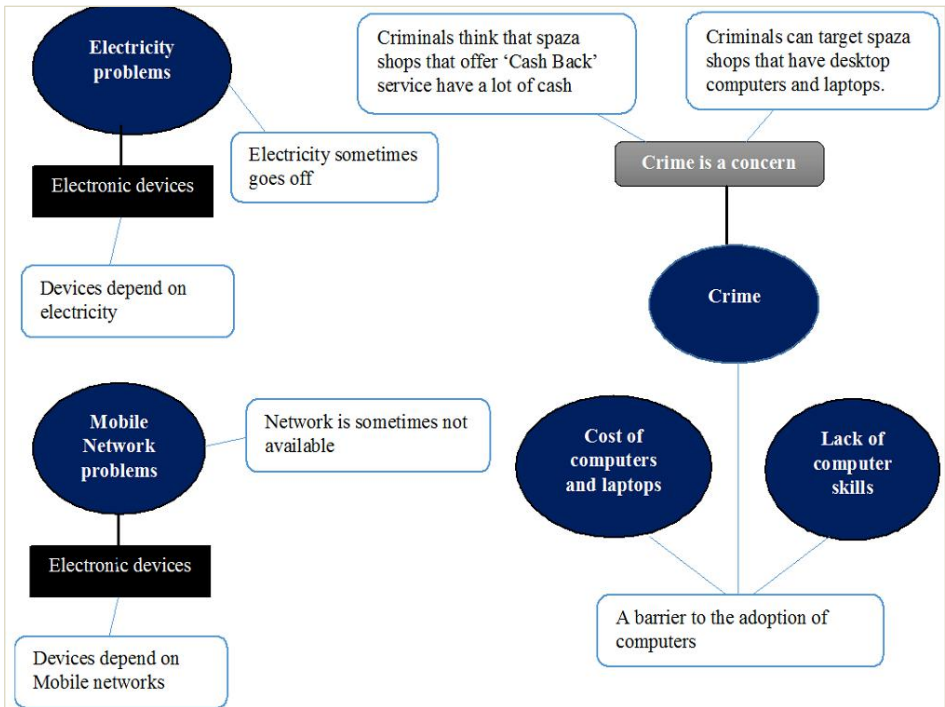 Electricity
problems
Electronic devices
Electricity sometimes
goes off
Devices depend on
electricity
Mobile
Network
problems
Network is sometimes not
available
Electronic devices
Devices depend on
Mobile networks
Criminals think that spaza
shops that offer ‘Cash Back’
service have a lot of cash
Criminals can target spaza
shops that have desktop
computers and laptops.
Crime is a concern
Crime
Cost of
computers
and laptops
Lack of
computer
skills
A barrier to the adoption of
computers